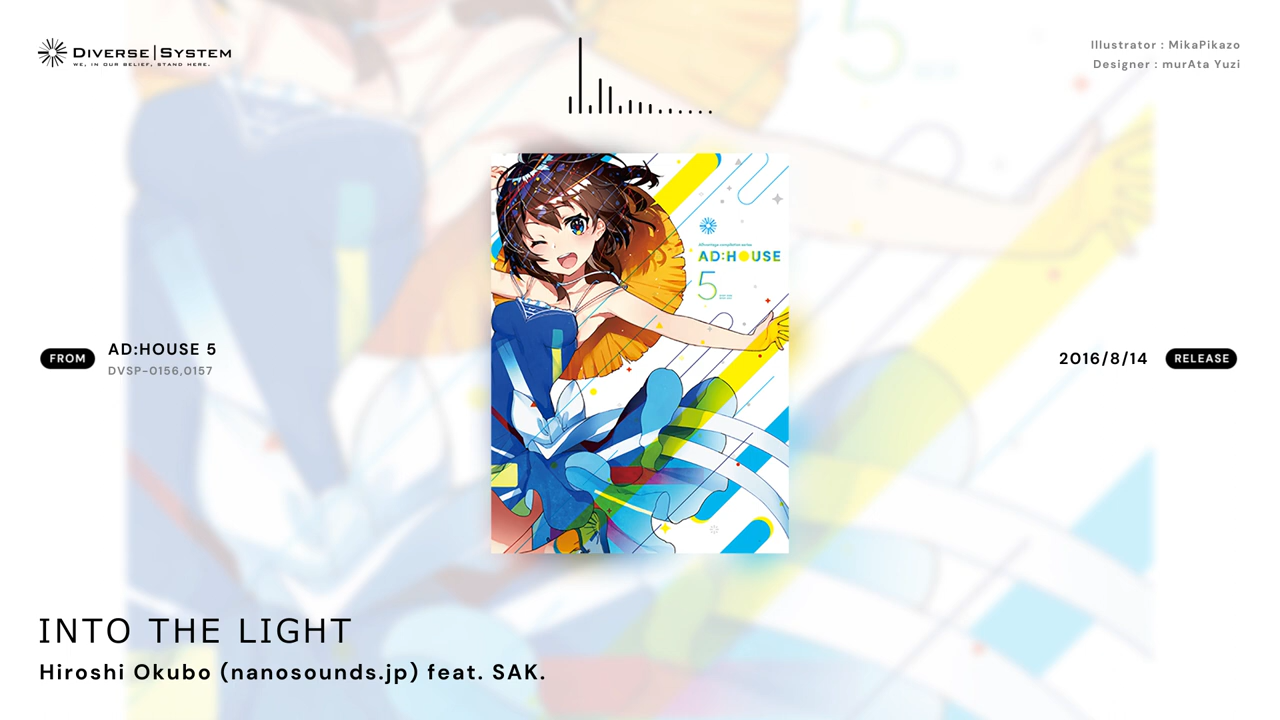 DIVERSE|SYSTEM
WE, IN OUR BELIEF, STAND HERE.
Illustrator : MikaPikazo
Designer : murAta Yuzi
AD:HOUSE
5
FROM
AD:HOUSE 5
DVSP-0156,0157
2016/8/14
RELEASE
INTO THE LIGHT
Hiroshi Okubo (nanosounds.jp) feat. SAK.